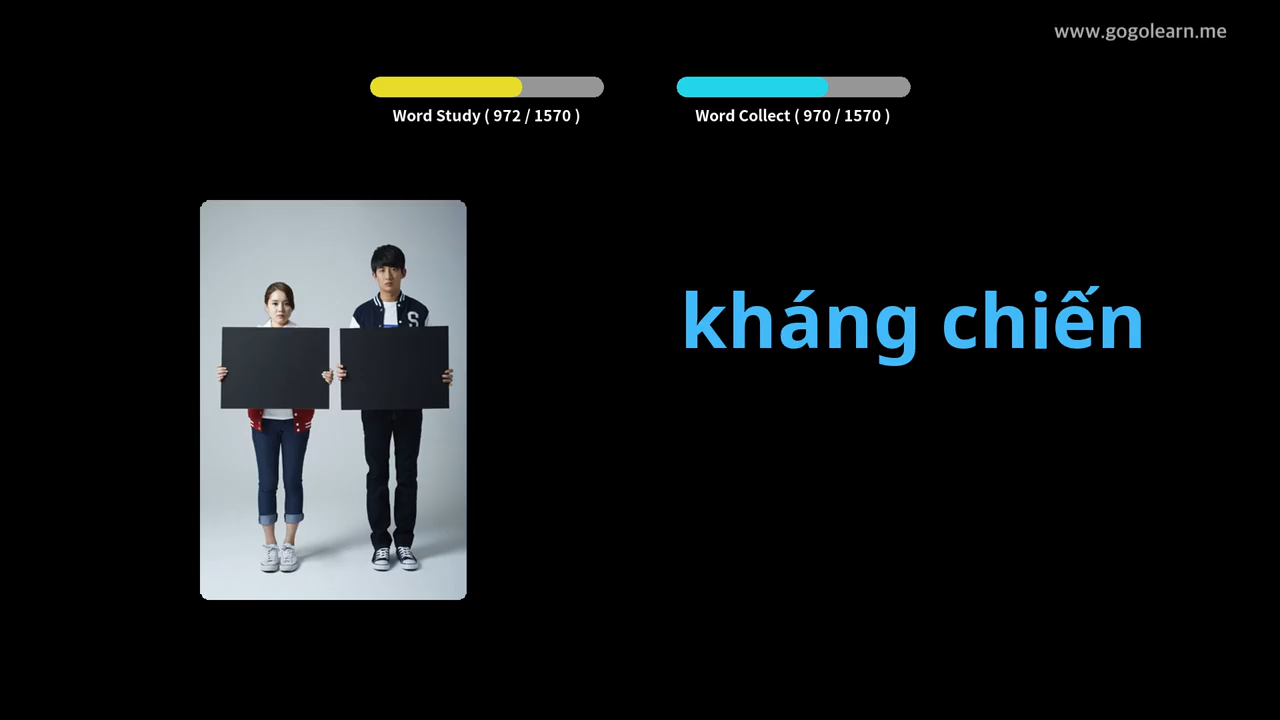 www.gogolearn.me
Word Study ( 972 / 1570 )
Word Collect ( 970 / 1570 )
S
kháng chiến